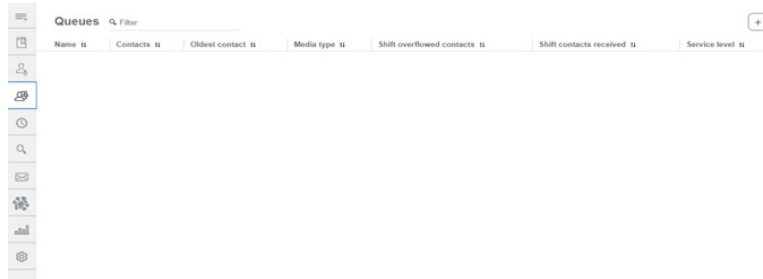 Queues Filter
Name Contacts Oldest contact Media type Shift overflowed contacts Shift contacts received Service level